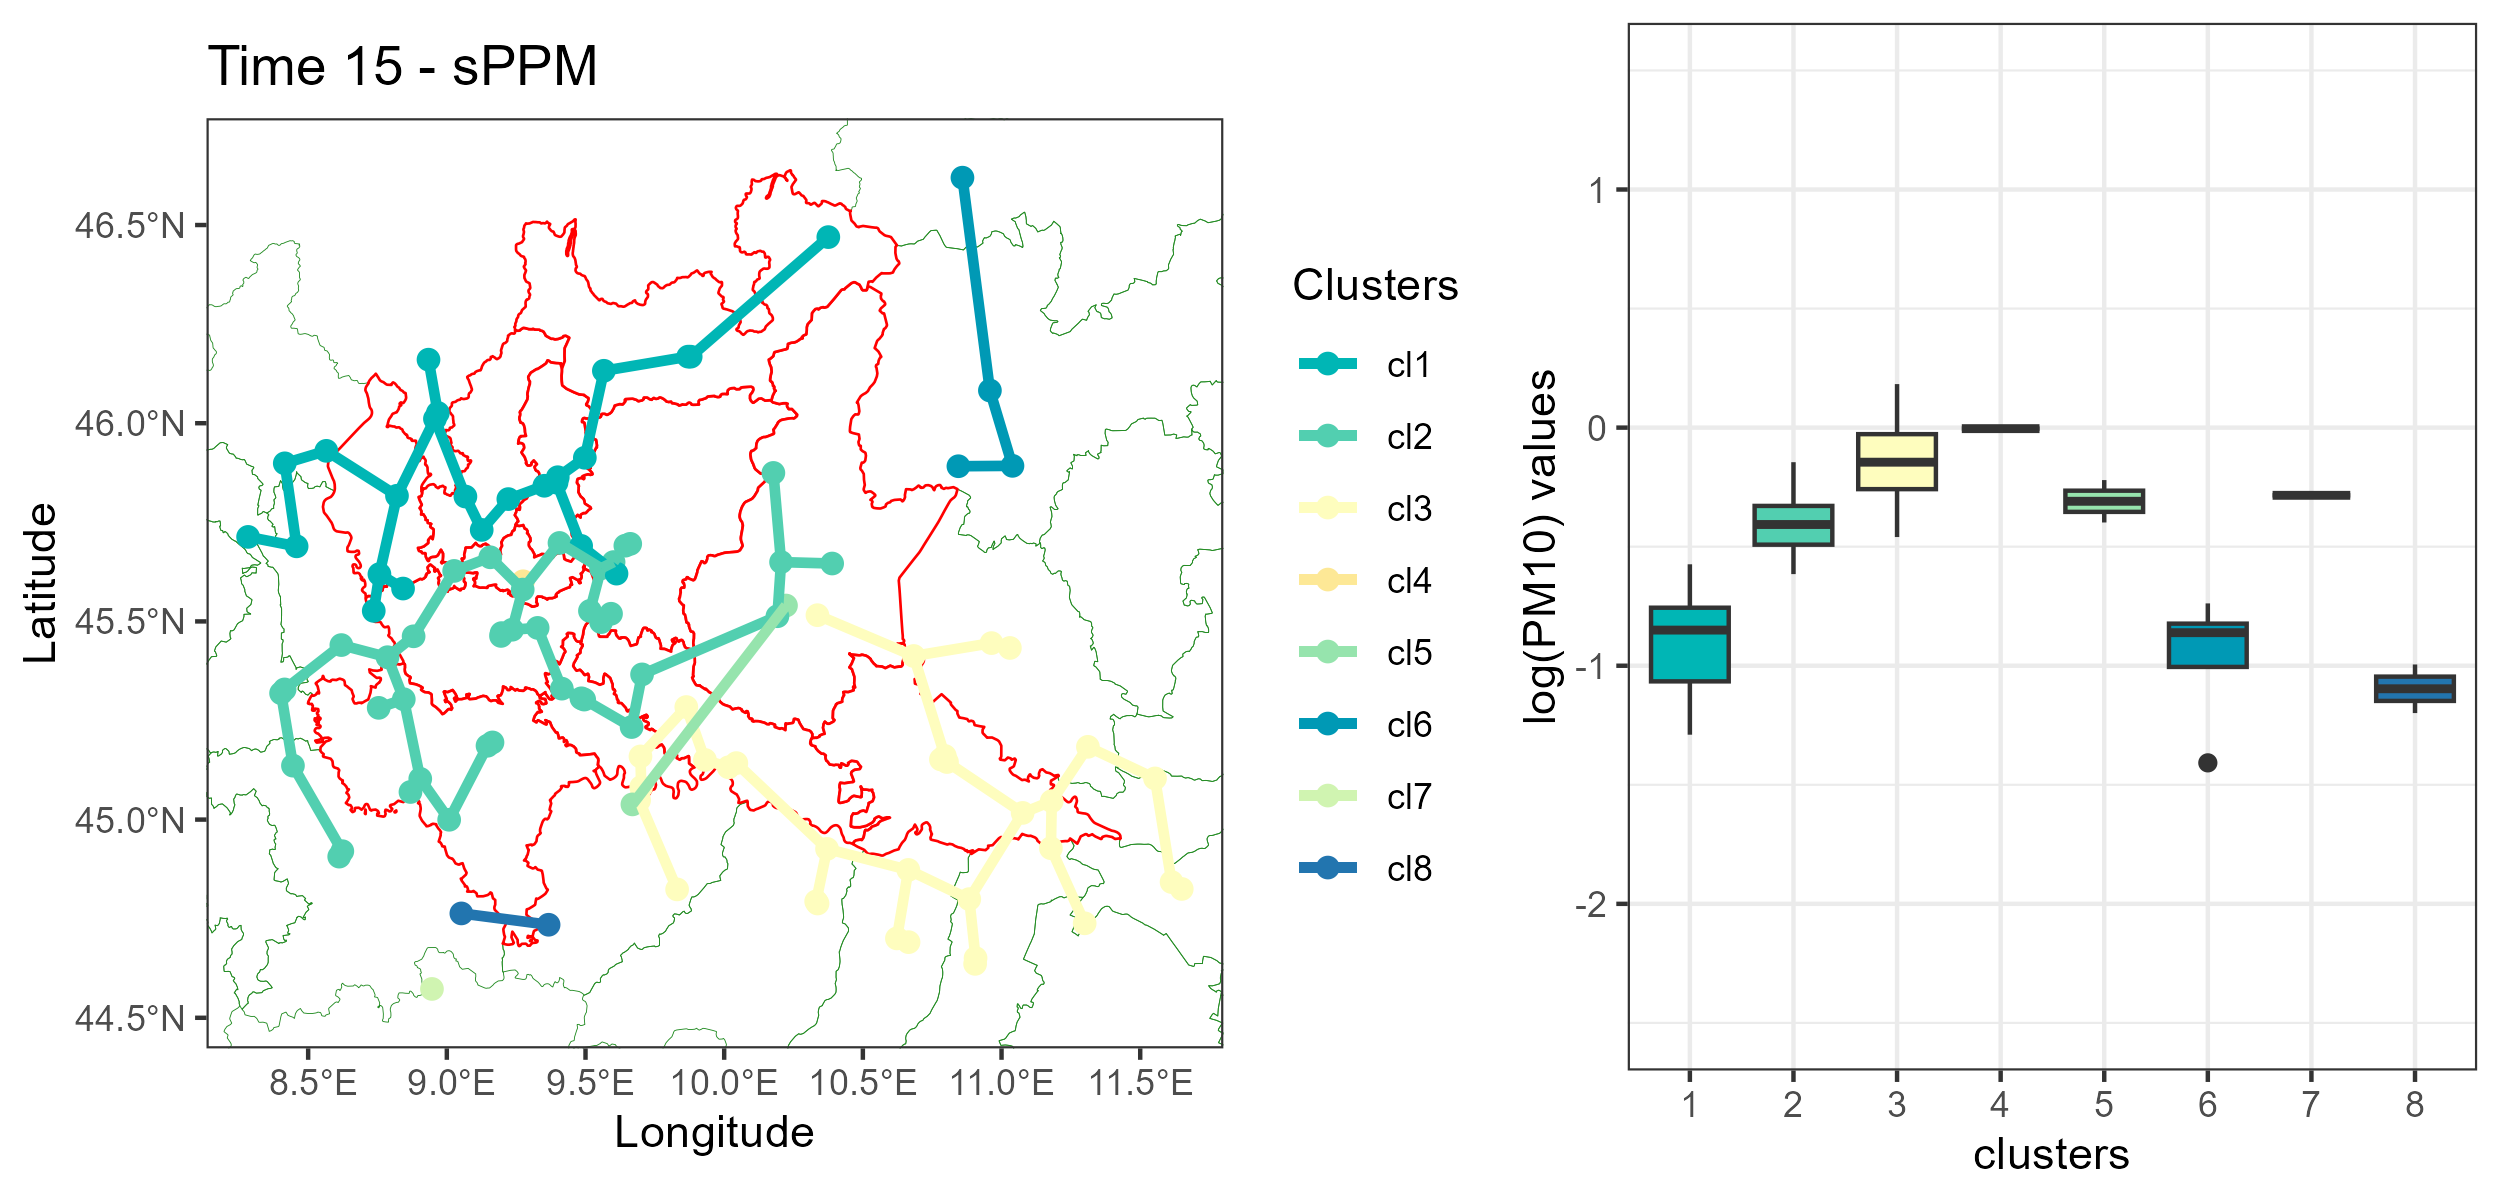 Time 15 - sPPM
Latitude
46.5°N
46.0°N
45.5°N
45.0°N
44.5°N
8.5°E 9.0°E 9.5°E 10.0°E 10.5°E 11.0°E 11.5°E
Longitude
Clusters
cl1
cl2
cl3
cl4
cl5
cl6
cl7
cl8
log(PM10) values
1
0
-1
-2
1 2 3 4 5 6 7 8
clusters